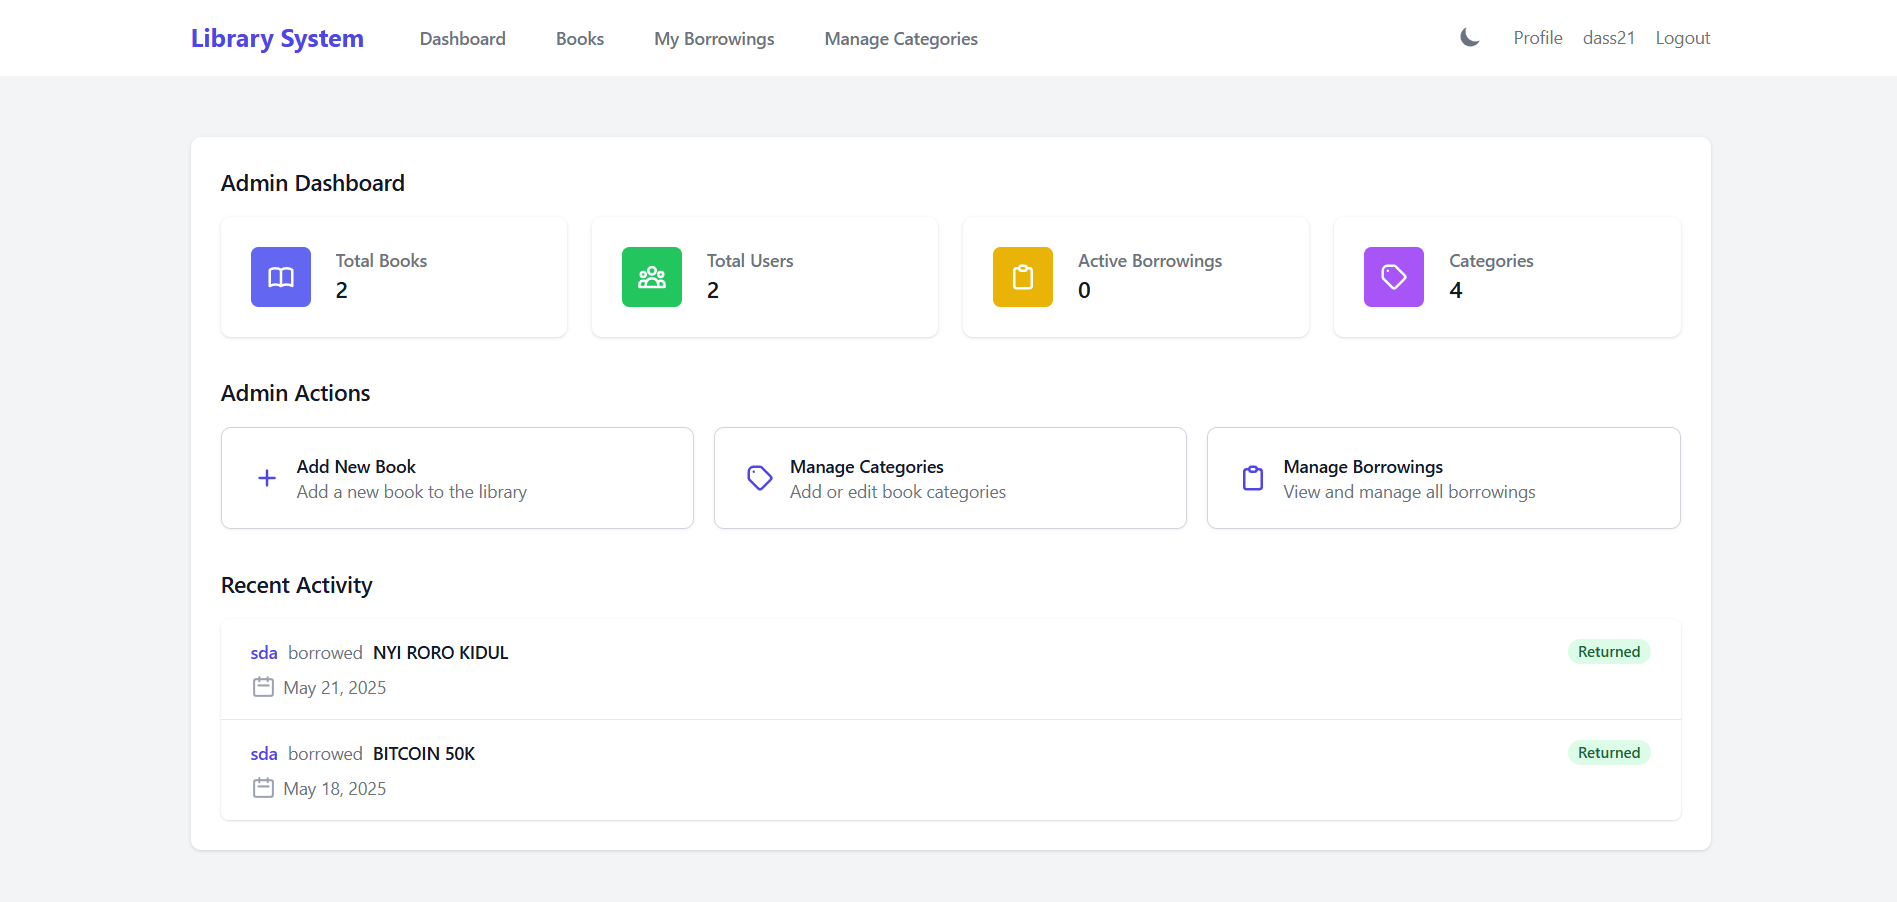 Library System Dashboard Books My Borrowings Manage Categories Profile dass21 Logout
Admin Dashboard
Total Books
2
Total Users
2
Active Borrowings
0
Categories
4
Admin Actions
Add New Book
Add a new book to the library
Manage Categories
Add or edit book categories
Manage Borrowings
View and manage all borrowings
Recent Activity
sda borrowed NYI RORO KIDUL Returned
May 21, 2025
sda borrowed BITCOIN 50K Returned
May 18, 2025